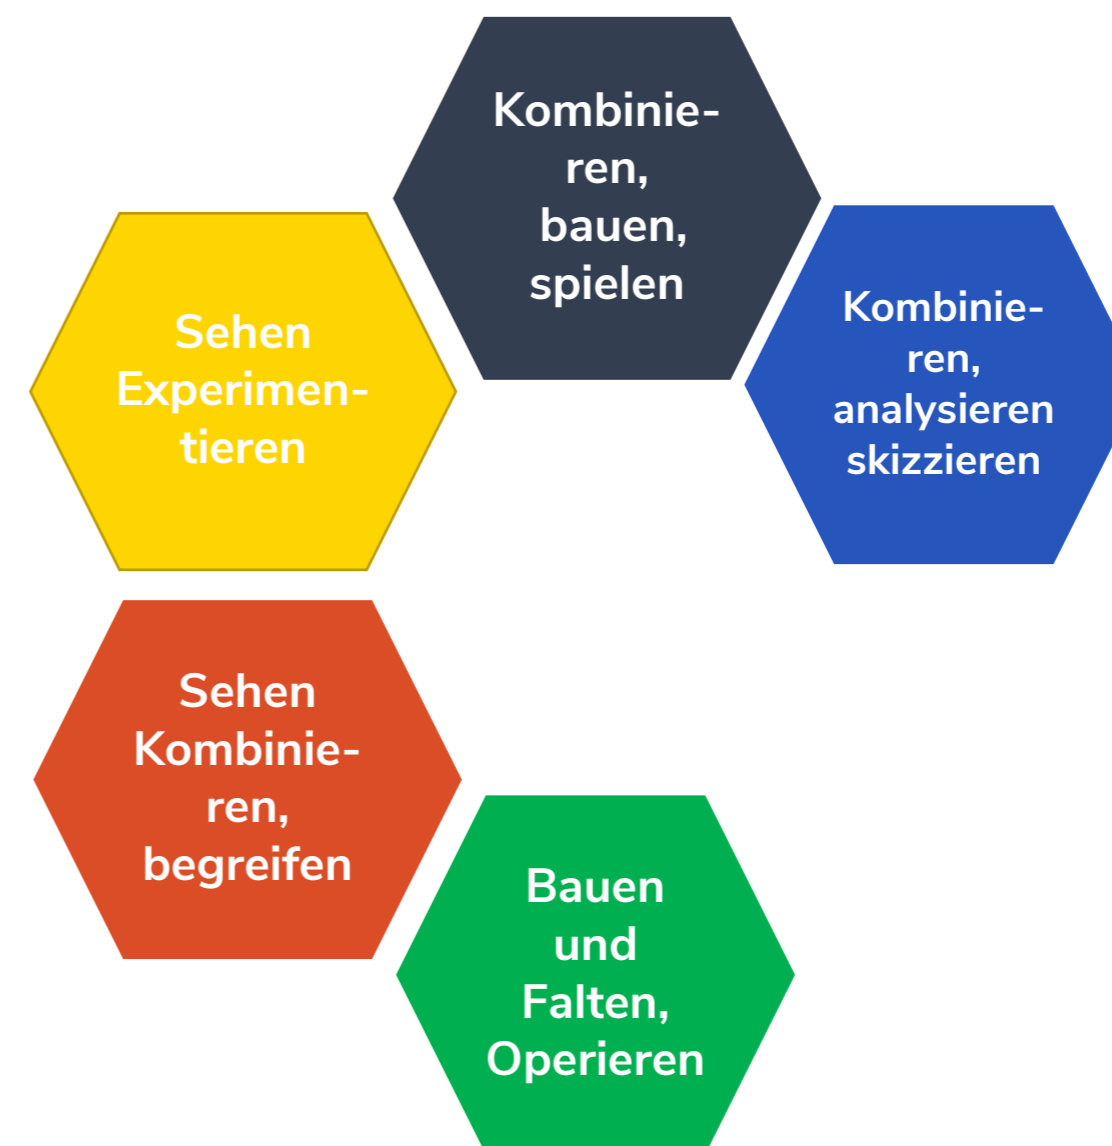 Kombinie-
ren,
bauen,
spielen
Kombinie-
ren,
analysieren
skizzieren
Sehen
Experimen-
tieren
Sehen
Kombinie-
ren,
begreifen
Bauen
und
Falten,
Operieren